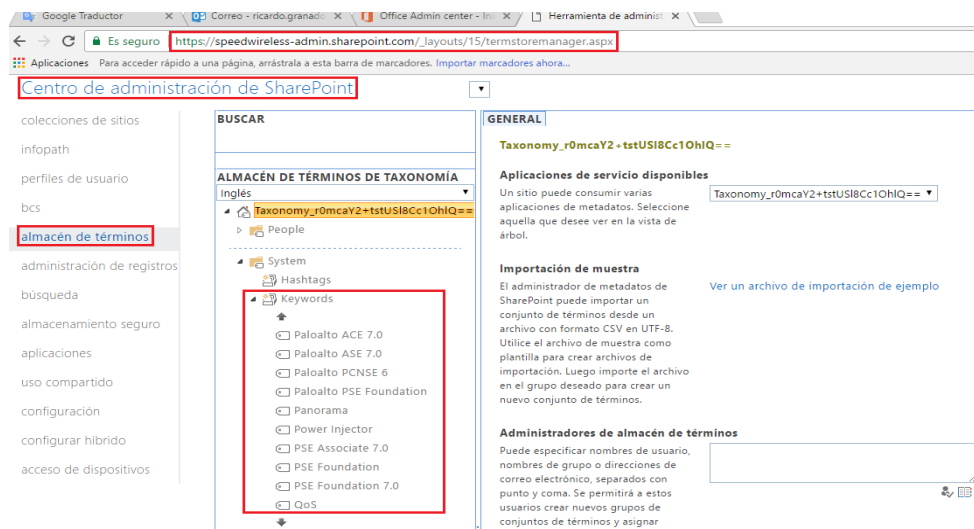 Google Traductor
Correo - ricardo.granado
Office Admin center - Ini
Herramienta de administ
Es seguro
https://speedwireless-admin.sharepoint.com/_layouts/15/termstoremanager.aspx
Aplicaciones Para acceder rápido a una página, arrástrala a esta barra de marcadores. Importar marcadores ahora...
Centro de administración de SharePoint
colecciones de sitios
infopath
perfiles de usuario
bcs
almacén de términos
administración de registros
búsqueda
almacenamiento seguro
aplicaciones
uso compartido
configuración
configurar híbrido
acceso de dispositivos
BUSCAR
ALMACÉN DE TÉRMINOS DE TAXONOMÍA
Inglés
Taxonomy_r0mcaY2+tstUSl8Cc1OhlQ==
People
System
Hashtags
Keywords
Paloalto ACE 7.0
Paloalto ASE 7.0
Paloalto PCNSE 6
Paloalto PSE Foundation
Panorama
Power Injector
PSE Associate 7.0
PSE Foundation
PSE Foundation 7.0
QoS
GENERAL
Taxonomy_r0mcaY2+tstUSl8Cc1OhlQ==
Aplicaciones de servicio disponibles
Un sitio puede consumir varias
aplicaciones de metadatos. Seleccione
aquella que desee ver en la vista de
árbol.
Taxonomy_r0mcaY2+tstUSl8Cc1OhlQ==
Importación de muestra
El administrador de metadatos de
SharePoint puede importar un
conjunto de términos desde un
archivo con formato CSV en UTF-8.
Utilice el archivo de muestra como
plantilla para crear archivos de
importación. Luego importe el archivo
en el grupo deseado para crear un
nuevo conjunto de términos.
Ver un archivo de importación de ejemplo
Administradores de almacén de términos
Puede especificar nombres de usuario,
nombres de grupo o direcciones de
correo electrónico, separados con
punto y coma. Se permitirá a estos
usuarios crear nuevos grupos de
conjuntos de términos y asignar